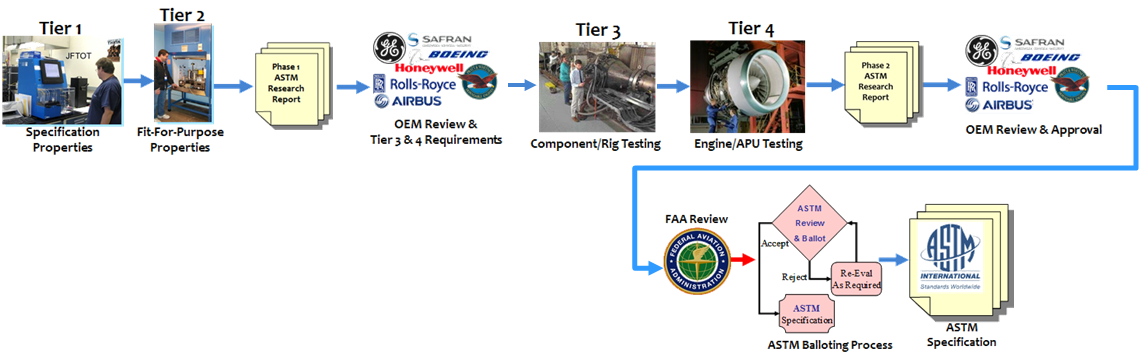 Tier 1
JFTOT
Specification
Properties
Tier 2
Fit-For-Purpose
Properties
Phase 1
ASTM
Research
Report
SAFRAN
BOEING
Honeywell
Rolls-Royce
AIRBUS
OEM Review &
Tier 3 & 4 Requirements
Tier 3
Component/Rig Testing
Tier 4
Engine/APU Testing
Phase 2
ASTM
Research
Report
SAFRAN
BOEING
Honeywell
Rolls-Royce
AIRBUS
OEM Review & Approval
FAA Review
FEDERAL AVIATION
ADMINISTRATION
ASTM
Review
& Ballot
Accept
Reject
Re-Eval
As Required
ASTM
Specification
ASTM Balloting Process
ASTM
INTERNATIONAL
Standards Worldwide
ASTM
Specification